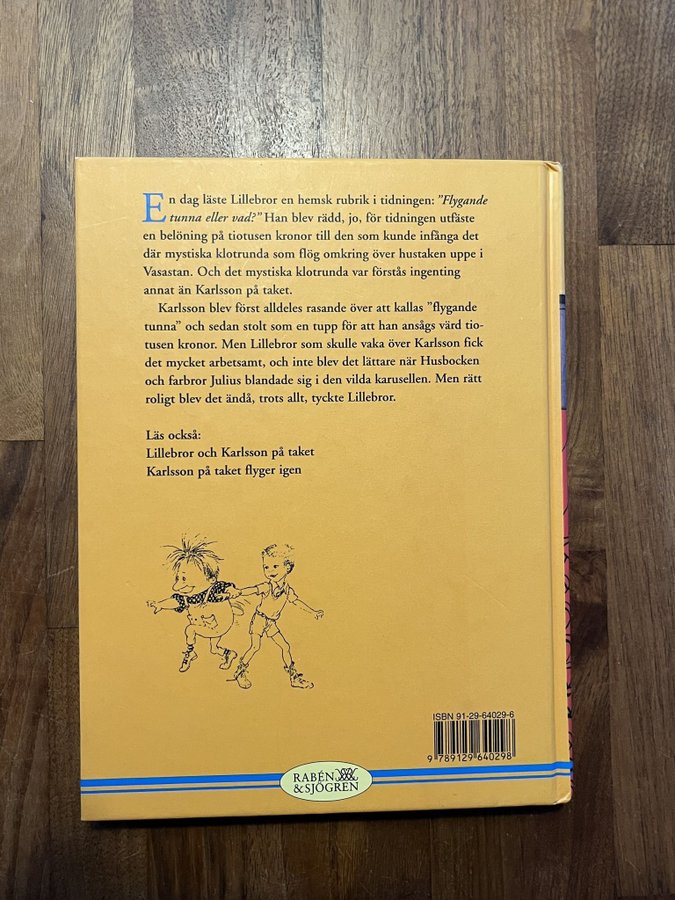 En dag läste Lillebror en hemsk rubrik i tidningen: ”Flygande
tunna eller vad?” Han blev rädd, jo, för tidningen utfäste
en belöning på tiotusen kronor till den som kunde infånga det
där mystiska klotrunda som flög omkring över hustaken uppe i
Vasastan. Och det mystiska klotrunda var förstås ingenting
annat än Karlsson på taket.
Karlsson blev först alldeles rasande över att kallas ”flygande
tunna” och sedan stolt som en tupp för att han ansågs värd tio-
tusen kronor. Men Lillebror som skulle vaka över Karlsson fick
det mycket arbetsamt, och inte blev det lättare när Husbocken
och farbror Julius blandade sig i den vilda karusellen. Men rätt
roligt blev det ändå, trots allt, tyckte Lillebror.
Läs också:
Lillebror och Karlsson på taket
Karlsson på taket flyger igen
ISBN 91-29-64029-6
9 789129 640298
RABÉN
&SJÖGREN